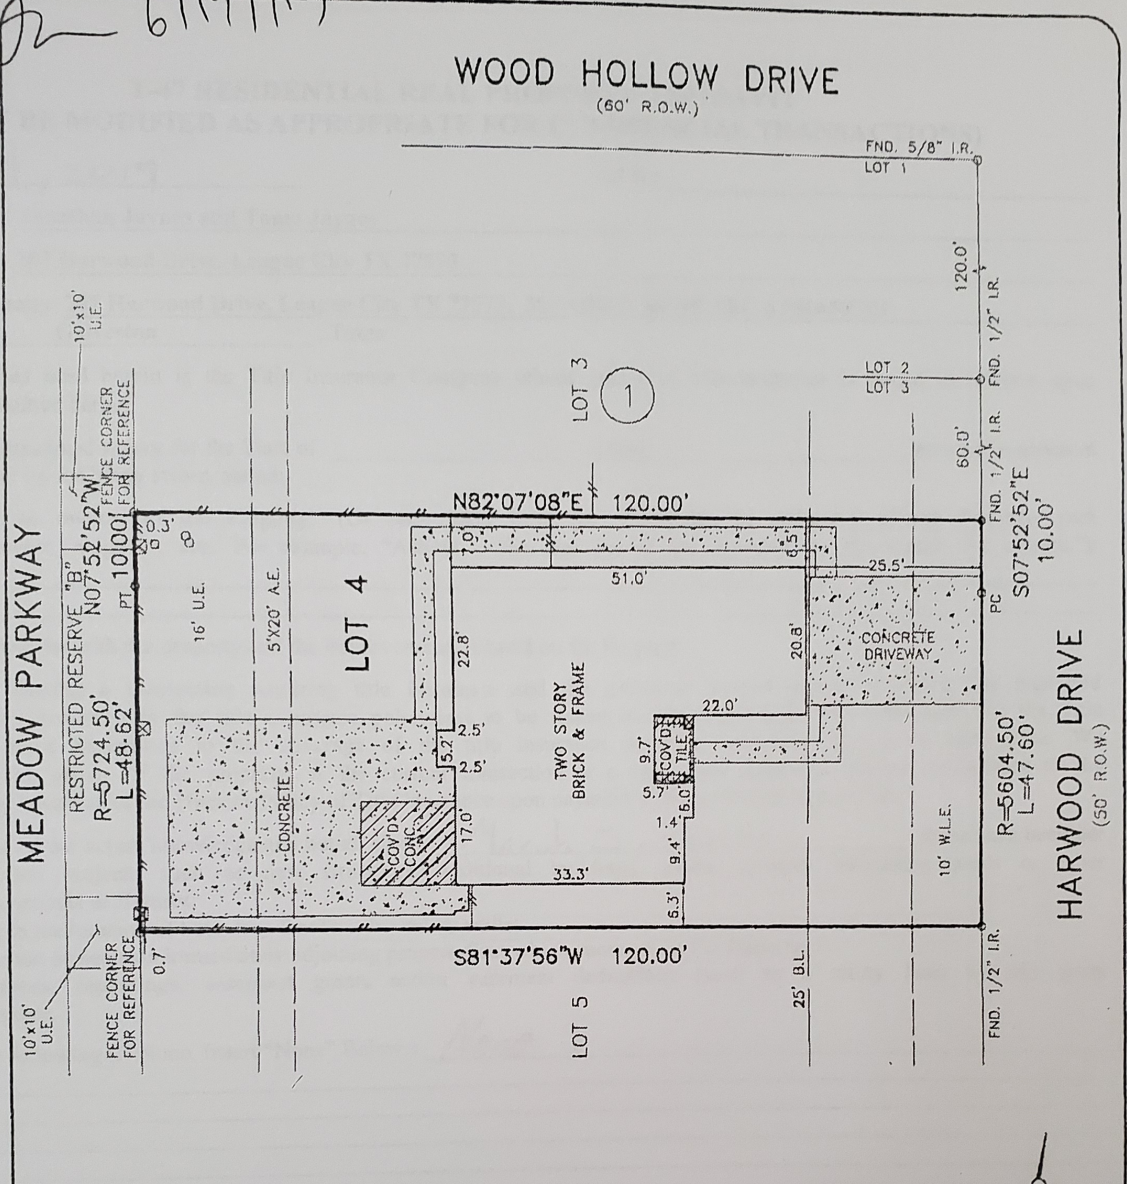 WOOD HOLLOW DRIVE
(60' R.O.W.)
FND. 5/8" I.R.
LOT 1
120.0'
FND. 1/2" I.R.
LOT 2
LOT 3
60.0'
FND. 1/2" I.R.
10'x10'
U.E.
FENCE CORNER
FOR REFERENCE
LOT 3
1
N82°07'08"E 120.00'
S07°52'52"E
10.00'
PC
MEADOW PARKWAY
RESTRICTED RESERVE "B"
N07°52'52"W
PT 10.00'
R=5724.50'
L=48.62'
0.3'
16' U.E.
5'X20' A.E.
LOT 4
7.0'
6.5'
51.0'
25.5'
22.8'
20.8'
CONCRETE
DRIVEWAY
2.5'
5.2'
2.5'
TWO STORY
BRICK & FRAME
22.0'
9.7'
COV'D
TILE
5.7'
6.0'
1.4'
9.4'
CONCRETE
COV'D
CONC.
17.0'
33.3'
6.3'
10' W.L.E.
R=5604.50'
L=47.60'
HARWOOD DRIVE
(50' R.O.W.)
S81°37'56"W 120.00'
10'x10'
U.E.
FENCE CORNER
FOR REFERENCE
0.7'
LOT 5
25' B.L.
FND. 1/2" I.R.